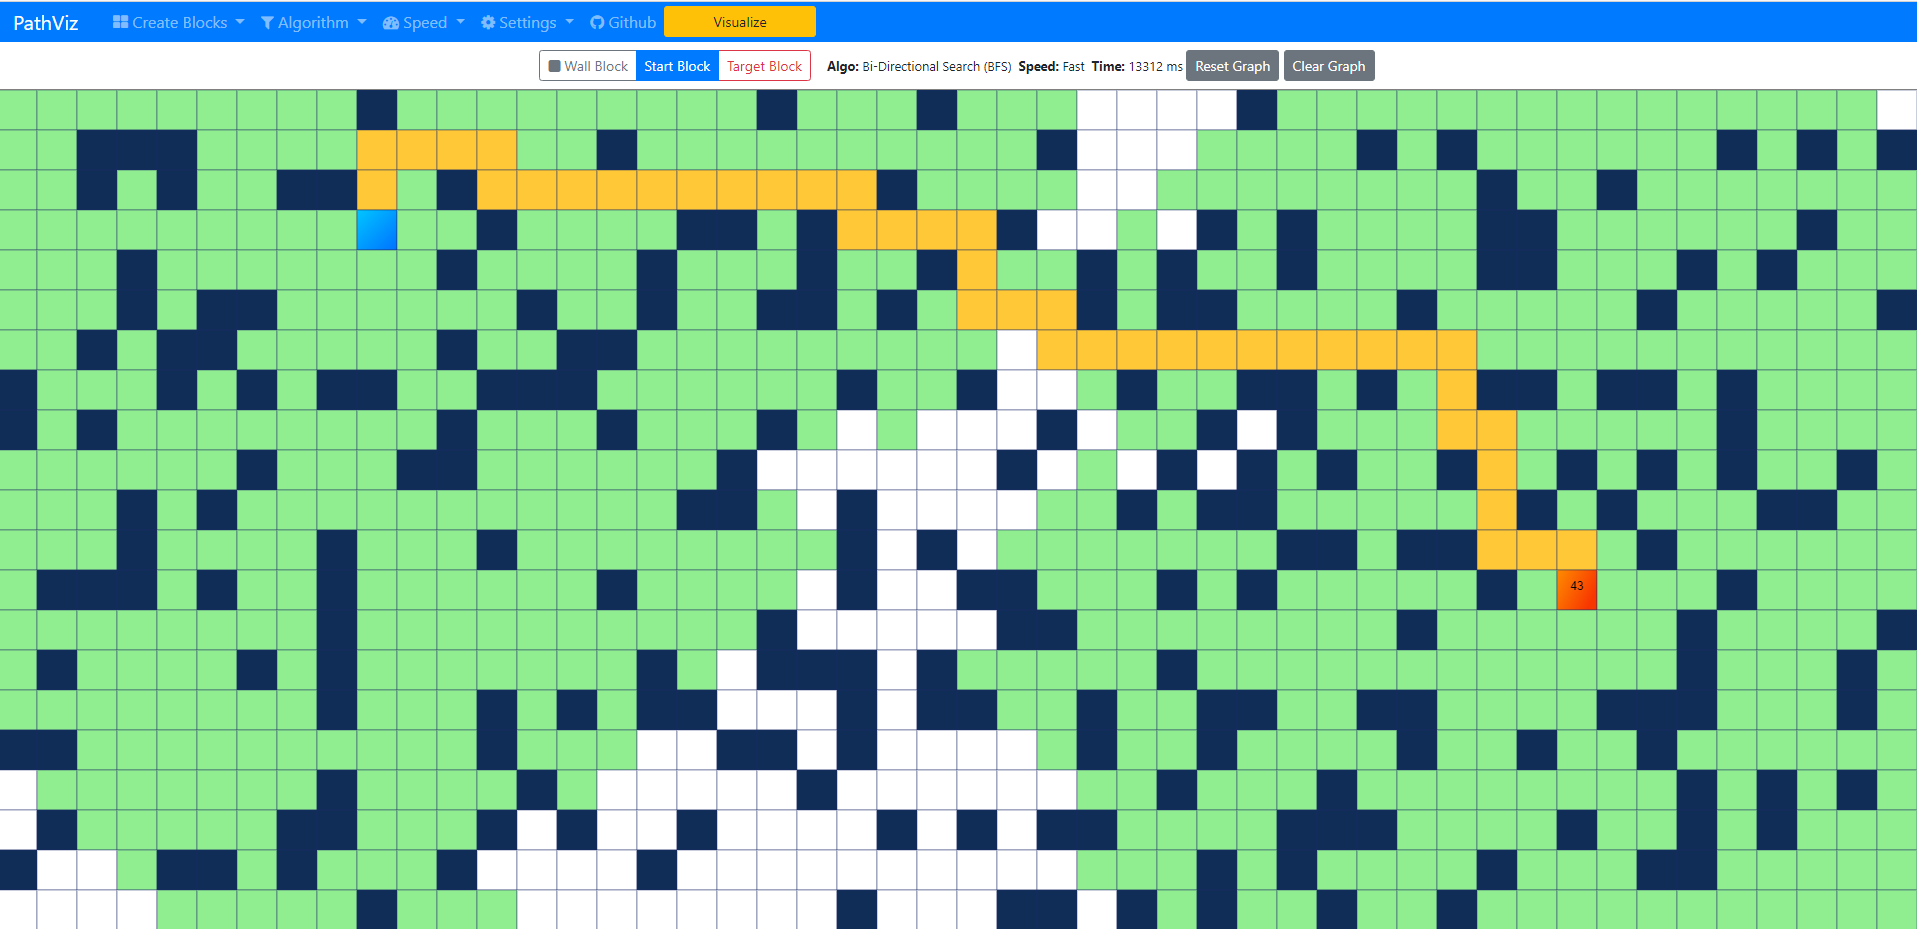 PathViz Create Blocks Algorithm Speed Settings Github Visualize
Wall Block Start Block Target Block Algo: Bi-Directional Search (BFS) Speed: Fast Time: 13312 ms Reset Graph Clear Graph
43